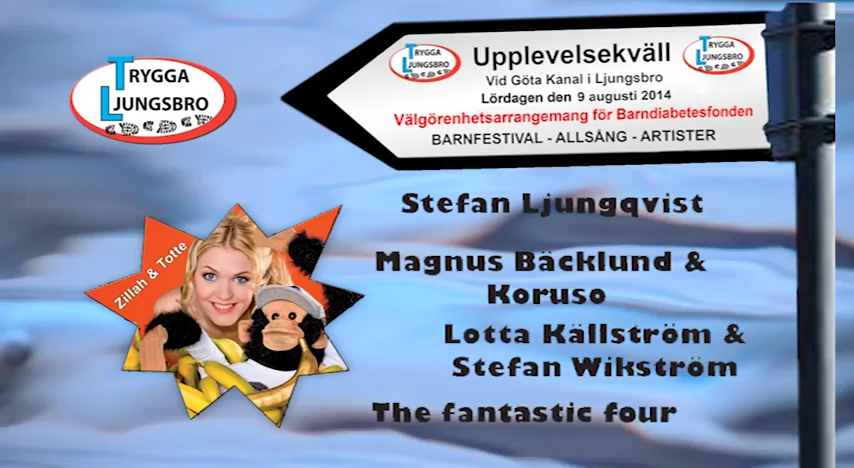 TRYGGA
LJUNGSBRO
TRYGGA
LJUNGSBRO
Upplevelsekväll
TRYGGA
LJUNGSBRO
Vid Göta Kanal i Ljungsbro
Lördagen den 9 augusti 2014
Välgörenhetsarrangemang för Barndiabetesfonden
BARNFESTIVAL - ALLSÅNG - ARTISTER
Zillah & Totte
Stefan Ljungqvist
Magnus Bäcklund &
Koruso
Lotta Källström &
Stefan Wikström
The fantastic four